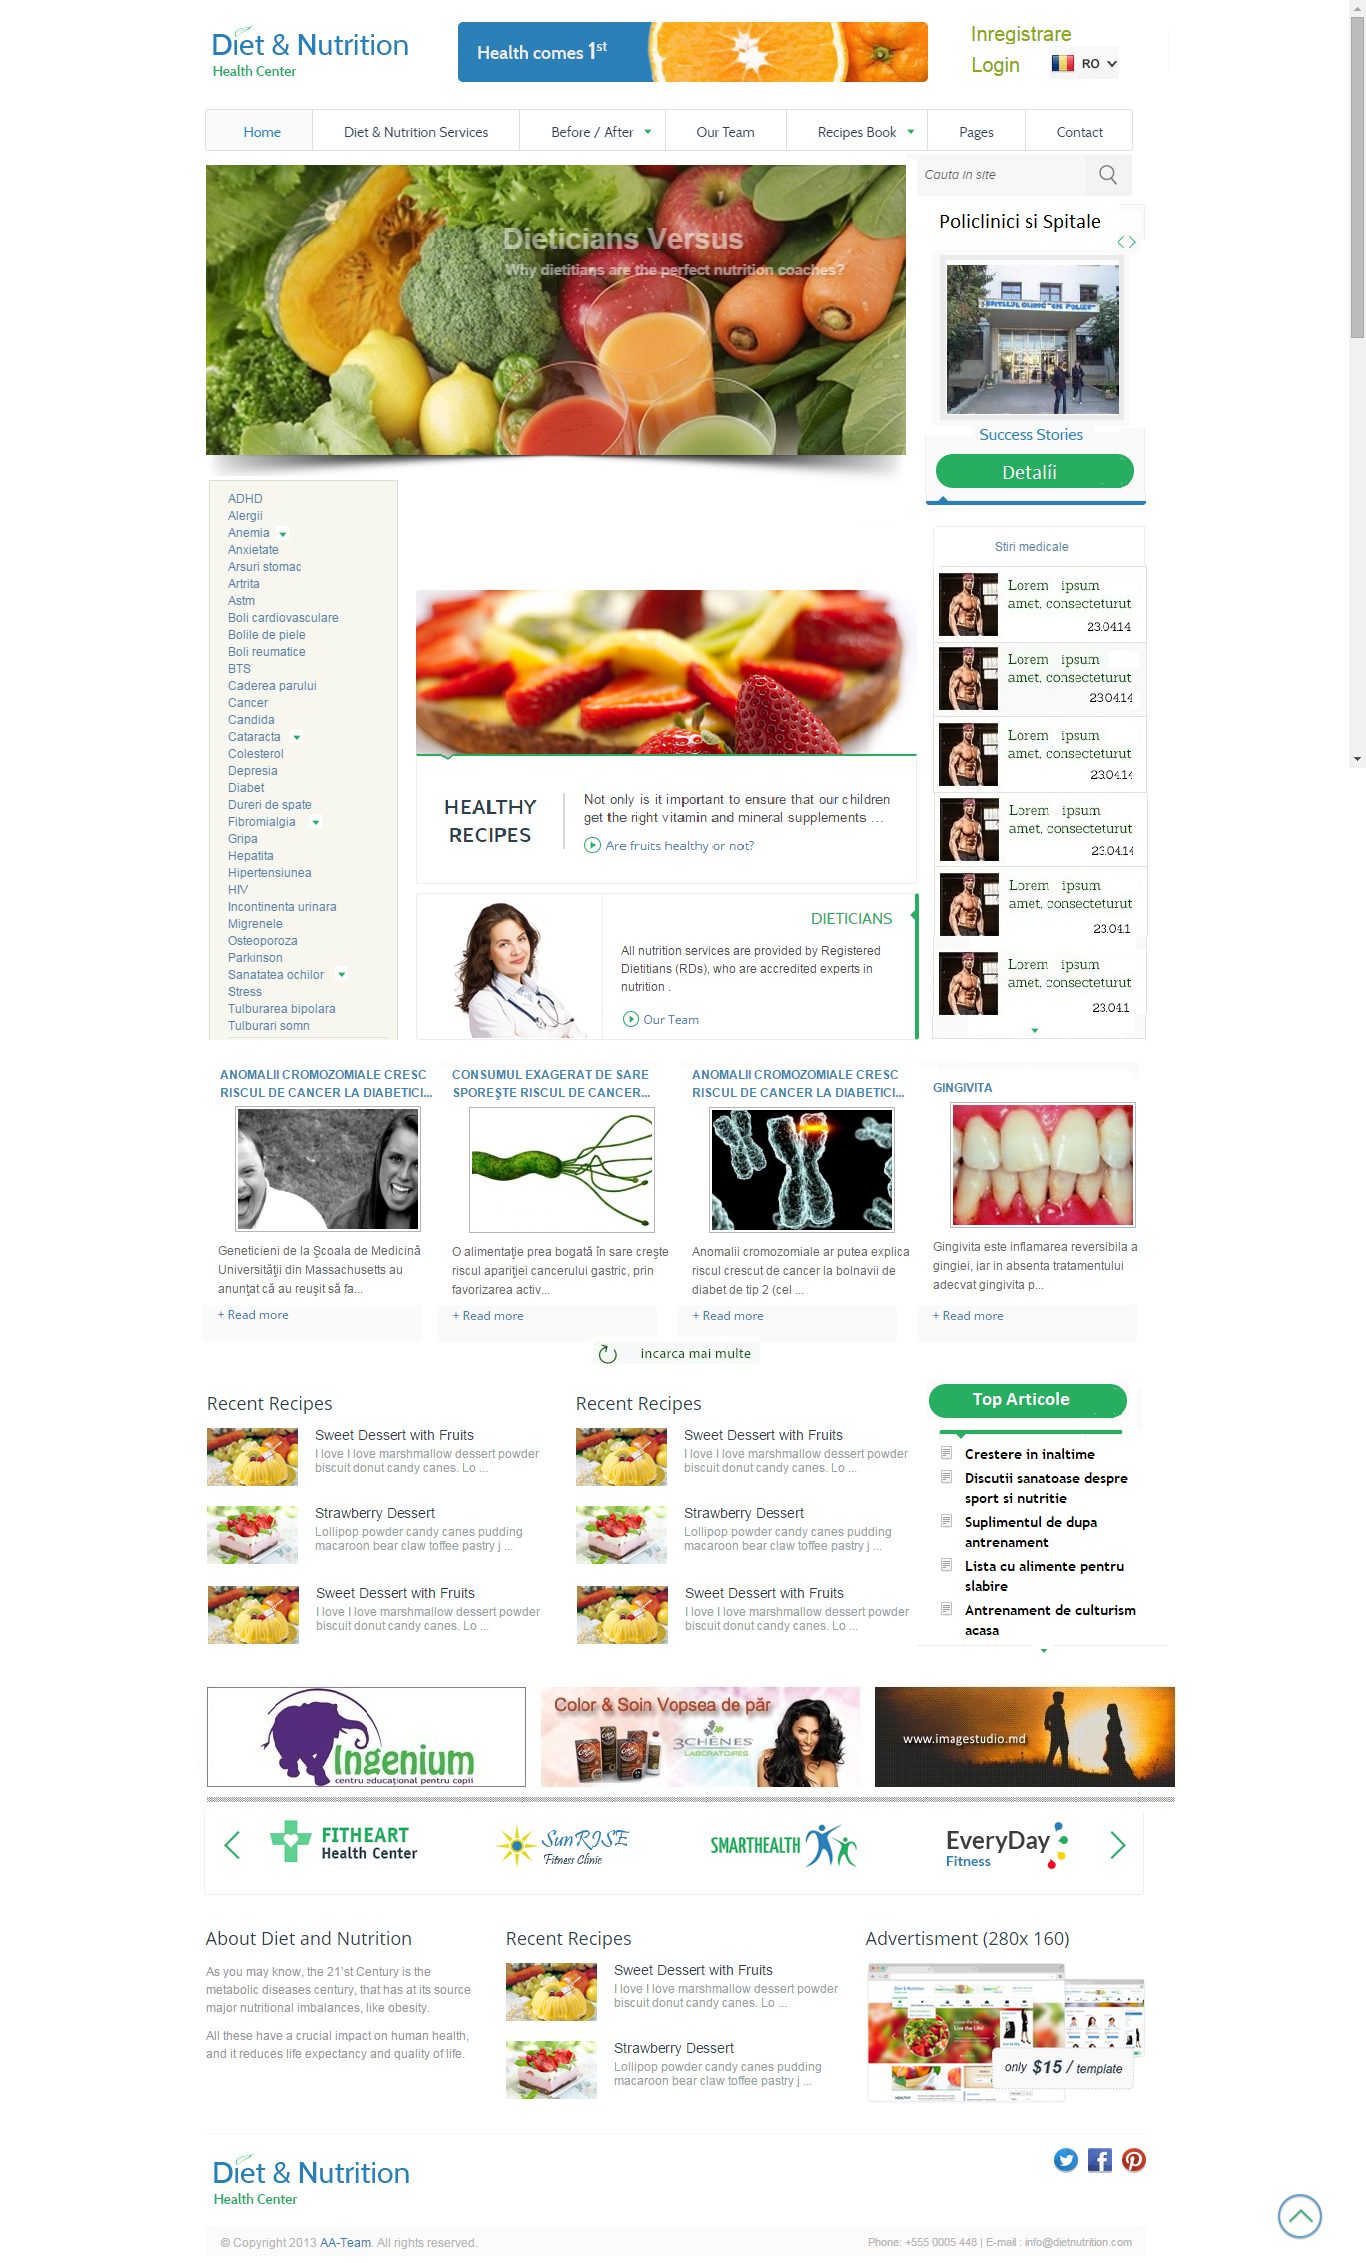 Diet & Nutrition
Health Center
Health comes 1st
Inregistrare
Login
RO
Home
Diet & Nutrition Services
Before / After
Our Team
Recipes Book
Pages
Contact
Dieticians Versus
Why dietitians are the perfect nutrition coaches?
Cauta in site
Policlinici si Spitale
Success Stories
Detalii
ADHD
Alergii
Anemia
Anxietate
Arsuri stomac
Artrita
Astm
Boli cardiovasculare
Bolile de piele
Boli reumatice
BTS
Caderea parului
Cancer
Candida
Cataracta
Colesterol
Depresia
Diabet
Dureri de spate
Fibromialgia
Gripa
Hepatita
Hipertensiunea
HIV
Incontinenta urinara
Migrenele
Osteoporoza
Parkinson
Sanatatea ochilor
Stress
Tulburarea bipolara
Tulburari somn
HEALTHY
RECIPES
Not only is it important to ensure that our children
get the right vitamin and mineral supplements ...
Are fruits healthy or not?
DIETICIANS
All nutrition services are provided by Registered
Dietitians (RDs), who are accredited experts in
nutrition .
Our Team
Stiri medicale
Lorem ipsum
amet, consecteturut
23.04.14
Lorem ipsum
amet, consecteturut
23.04.14
Lorem ipsum
amet, consecteturut
23.04.14
Lorem ipsum
amet, consecteturut
23.04.14
Lorem ipsum
amet, consecteturut
23.04.1
Lorem ipsum
amet, consecteturut
23.04.1
ANOMALII CROMOZOMIALE CRESC
RISCUL DE CANCER LA DIABETICI...
Geneticieni de la Şcoala de Medicină
Universităţii din Massachusetts au
anunţat că au reuşit să fa...
+ Read more
CONSUMUL EXAGERAT DE SARE
SPOREŞTE RISCUL DE CANCER...
O alimentaţie prea bogată în sare creşte
riscul apariţiei cancerului gastric, prin
favorizarea activ...
+ Read more
ANOMALII CROMOZOMIALE CRESC
RISCUL DE CANCER LA DIABETICI...
Anomalii cromozomiale ar putea explica
riscul crescut de cancer la bolnavii de
diabet de tip 2 (cel ...
+ Read more
GINGIVITA
Gingivita este inflamarea reversibila a
gingiei, iar in absenta tratamentului
adecvat gingivita p...
+ Read more
incarca mai multe
Recent Recipes
Sweet Dessert with Fruits
I love I love marshmallow dessert powder
biscuit donut candy canes. Lo ...
Strawberry Dessert
Lollipop powder candy canes pudding
macaroon bear claw toffee pastry j ...
Sweet Dessert with Fruits
I love I love marshmallow dessert powder
biscuit donut candy canes. Lo ...
Recent Recipes
Sweet Dessert with Fruits
I love I love marshmallow dessert powder
biscuit donut candy canes. Lo ...
Strawberry Dessert
Lollipop powder candy canes pudding
macaroon bear claw toffee pastry j ...
Sweet Dessert with Fruits
I love I love marshmallow dessert powder
biscuit donut candy canes. Lo ...
Top Articole
Crestere in inaltime
Discutii sanatoase despre
sport si nutritie
Suplimentul de dupa
antrenament
Lista cu alimente pentru
slabire
Antrenament de culturism
acasa
Ingenium
centru educaţional pentru copii
Color & Soin Vopsea de păr
3CHÊNES
LABORATOIRES
www.imagestudio.md
FITHEART
Health Center
SunRISE
Fitness Clinic
SMARTHEALTH
EveryDay
Fitness
About Diet and Nutrition
As you may know, the 21'st Century is the
metabolic diseases century, that has at its source
major nutritional imbalances, like obesity.
All these have a crucial impact on human health,
and it reduces life expectancy and quality of life.
Recent Recipes
Sweet Dessert with Fruits
I love I love marshmallow dessert powder
biscuit donut candy canes. Lo ...
Strawberry Dessert
Lollipop powder candy canes pudding
macaroon bear claw toffee pastry j ...
Advertisment (280x 160)
Diet & Nutrition
only $15 / template
Diet & Nutrition
Health Center
© Copyright 2013 AA-Team. All rights reserved.
Phone: +555 0005 448 | E-mail : info@dietnutrition.com